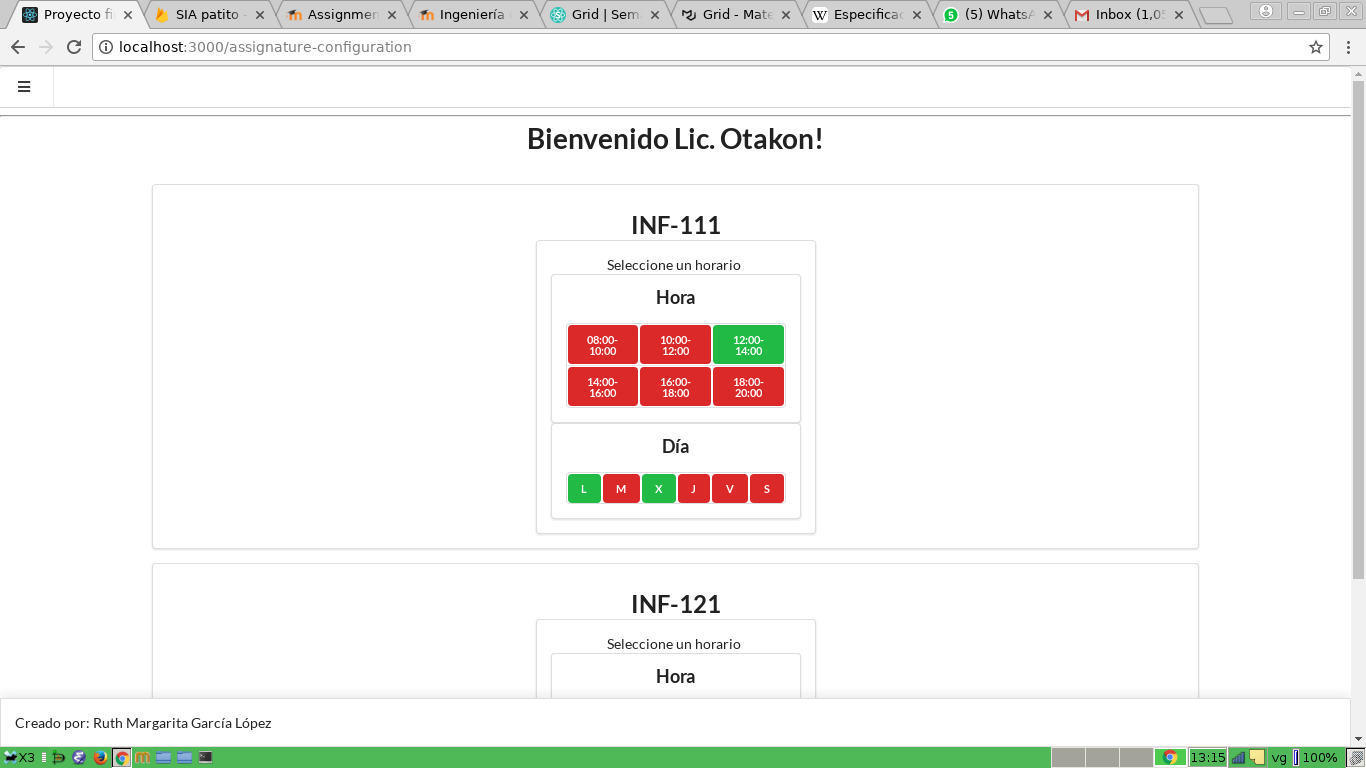 Proyecto fi
SIA patito -
Assignmen
Ingeniería
Grid | Sem
Grid - Mate
Especificac
(5) WhatsA
Inbox (1,05
localhost:3000/assignature-configuration
Bienvenido Lic. Otakon!
INF-111
Seleccione un horario
Hora
08:00-
10:00
10:00-
12:00
12:00-
14:00
14:00-
16:00
16:00-
18:00
18:00-
20:00
Día
L M X J V S
INF-121
Seleccione un horario
Hora
Creado por: Ruth Margarita García López
X3
13:15
vg
100%